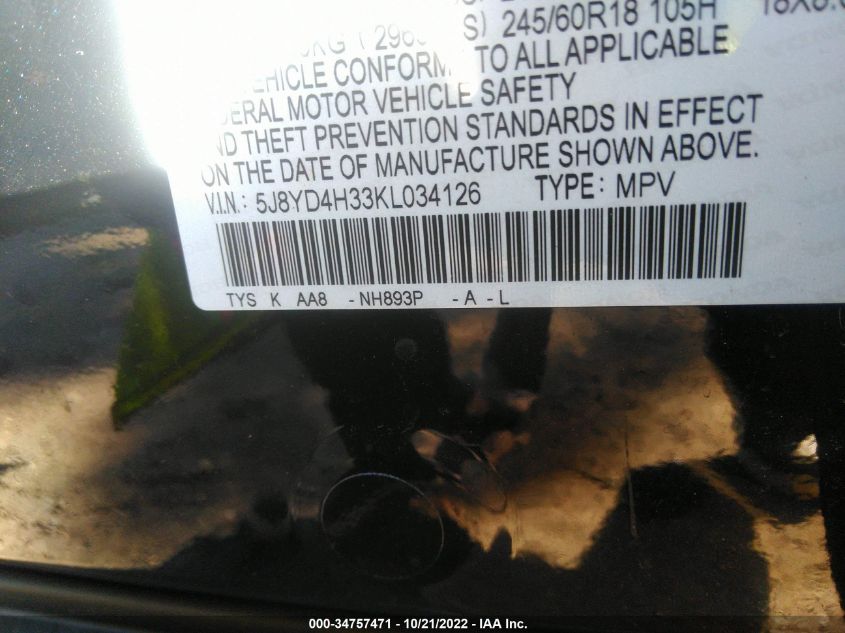 S) 245/60R18 105H
VEHICLE CONFORMS TO ALL APPLICABLE
FEDERAL MOTOR VEHICLE SAFETY
AND THEFT PREVENTION STANDARDS IN EFFECT
ON THE DATE OF MANUFACTURE SHOWN ABOVE.
V.I.N.: 5J8YD4H33KL034126 TYPE: MPV
TYS K AA8 -NH893P -A-L
000-34757471 - 10/21/2022 - IAA Inc.